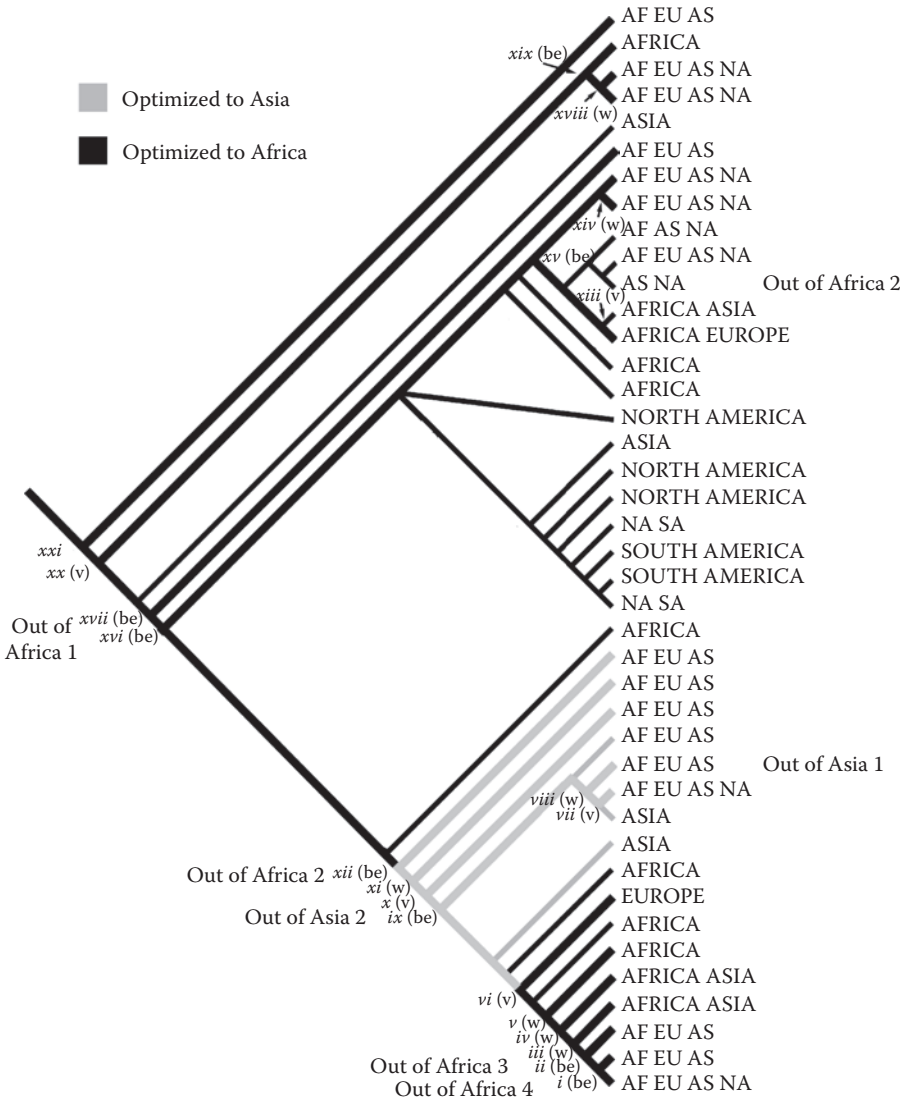 AF EU AS
AFRICA
xix (be)
AF EU AS NA
AF EU AS NA
xviii (w)
ASIA
Optimized to Asia
Optimized to Africa
AF EU AS
AF EU AS NA
AF EU AS NA
xiv (w)
AF AS NA
xv (be)
AF EU AS NA
AS NA
Out of Africa 2
xiii (v)
AFRICA ASIA
AFRICA EUROPE
AFRICA
AFRICA
NORTH AMERICA
ASIA
NORTH AMERICA
NORTH AMERICA
NA SA
SOUTH AMERICA
SOUTH AMERICA
NA SA
xxi
xx (v)
Out of
Africa 1
xvii (be)
xvi (be)
AFRICA
AF EU AS
AF EU AS
AF EU AS
AF EU AS
AF EU AS
Out of Asia 1
AF EU AS NA
viii (w)
vii (v)
ASIA
ASIA
Out of Africa 2
xii (be)
xi (w)
x (v)
Out of Asia 2
ix (be)
AFRICA
EUROPE
AFRICA
AFRICA
AFRICA ASIA
AFRICA ASIA
vi (v)
v (w)
iv (w)
iii (w)
AF EU AS
Out of Africa 3
ii (be)
AF EU AS
Out of Africa 4
i (be)
AF EU AS NA